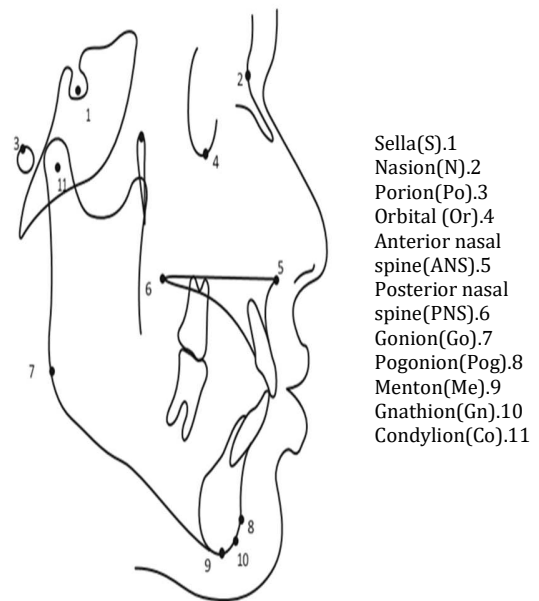 2
1
3
4
11
5
6
7
8
10
9
Sella(S).1
Nasion(N).2
Porion(Po).3
Orbital (Or).4
Anterior nasal
spine(ANS).5
Posterior nasal
spine(PNS).6
Gonion(Go).7
Pogonion(Pog).8
Menton(Me).9
Gnathion(Gn).10
Condylion(Co).11